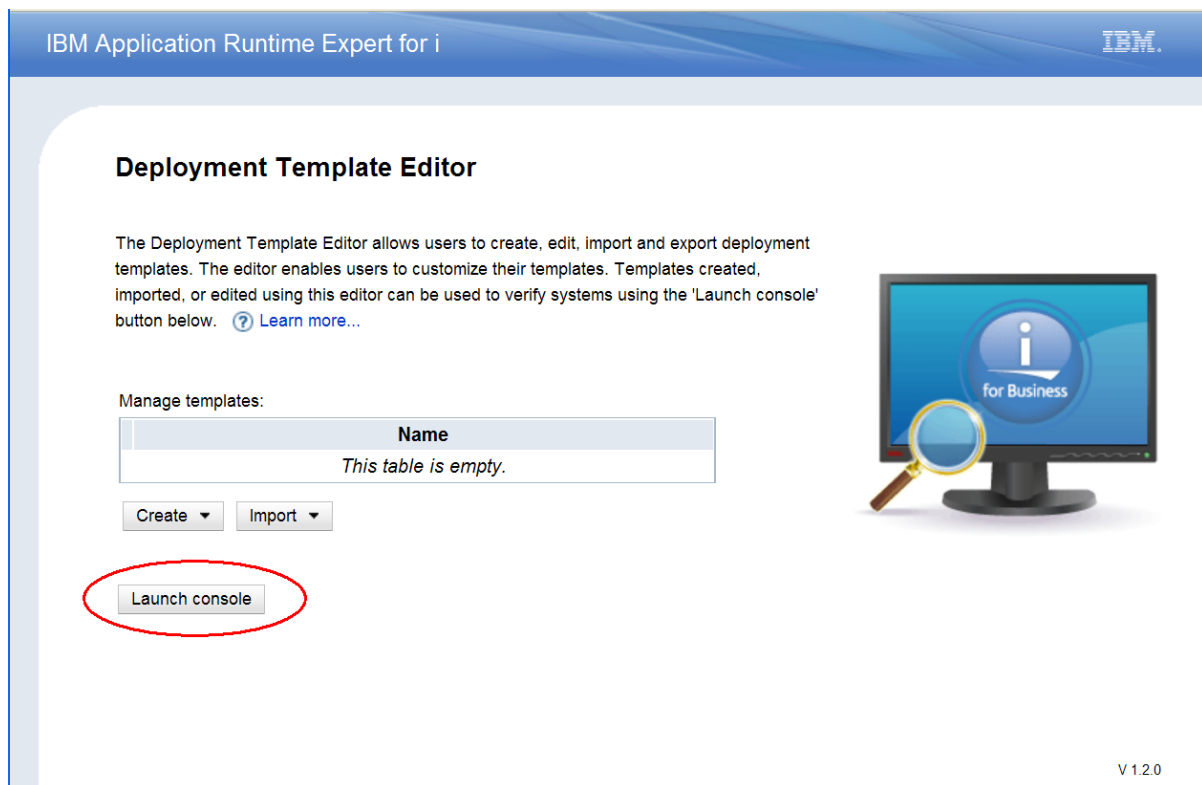 IBM Application Runtime Expert for i
IBM.
Deployment Template Editor
The Deployment Template Editor allows users to create, edit, import and export deployment
templates. The editor enables users to customize their templates. Templates created,
imported, or edited using this editor can be used to verify systems using the 'Launch console'
button below. ? Learn more...
i
for Business
Manage templates:
Name
This table is empty.
Create
Import
Launch console
V 1.2.0